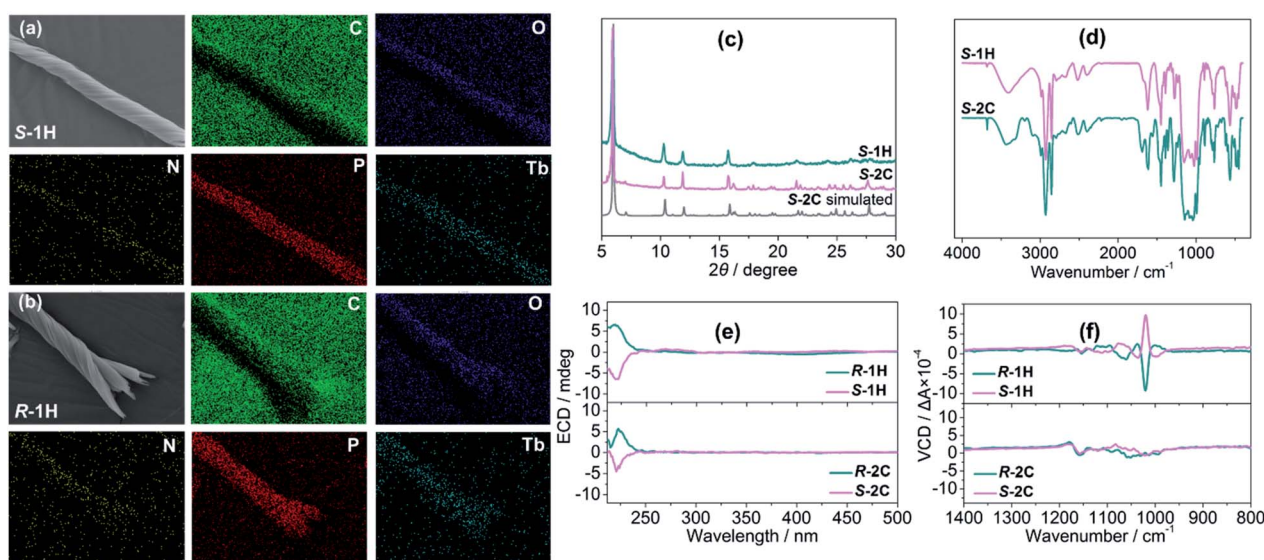 (a)
C
O
S-1H
N
P
Tb
(b)
C
O
R-1H
N
P
Tb
(c)
S-1H
S-2C
S-2C simulated
5 10 15 20 25 30
2θ / degree
(d)
S-1H
S-2C
4000 3000 2000 1000
Wavenumber / cm⁻¹
(e)
ECD / mdeg
10
5
0
-5
-10
R-1H
S-1H
10
5
0
-5
-10
R-2C
S-2C
250 300 350 400 450 500
Wavelength / nm
(f)
VCD / ΔA×10⁻⁴
10
5
0
-5
-10
R-1H
S-1H
10
5
0
-5
-10
R-2C
S-2C
1400 1300 1200 1100 1000 900 800
Wavenumber / cm⁻¹